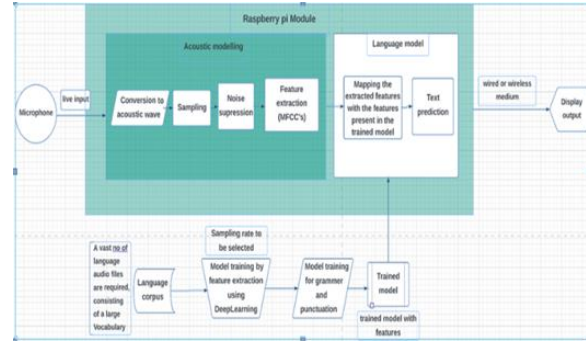 Raspberry pi Module
Acoustic modelling
Language model
Microphone
live input
Conversion to
acoustic wave
Sampling
Noise
supression
Feature
extraction
(MFCC's)
Mapping the
extracted features
with the features
present in the
trained model
Text
prediction
wired or wireless
medium
Display
output
A vast no of
language
audio files
are required,
consisting
of a large
Vocabulary
Language
corpus
Sampling rate to
be selected
Model training by
feature extraction
using
DeepLearning
Model training
for grammer
and
punctuation
Trained
model
trained model with
features